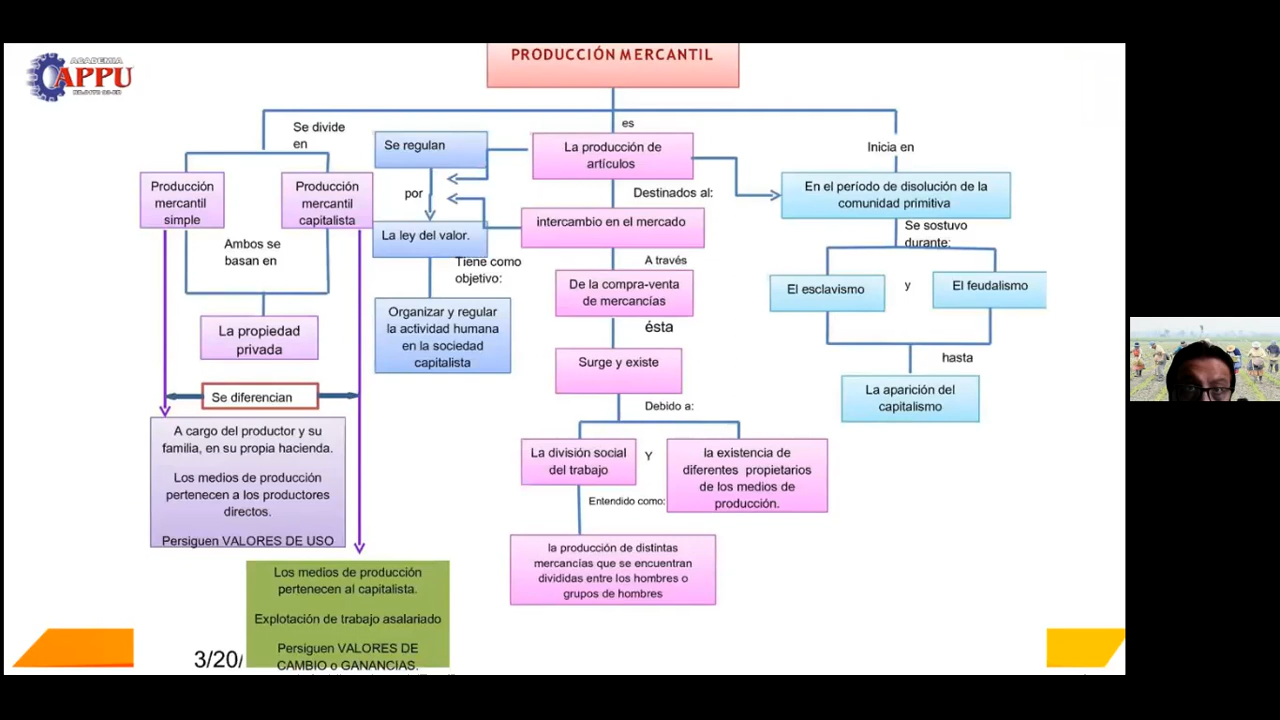 ACADEMIA
APPU
PRODUCCIÓN MERCANTIL
Se divide
en
es
Inicia en
Se regulan
La producción de
artículos
Producción
mercantil
simple
Producción
mercantil
capitalista
por
Destinados al:
En el período de disolución de la
comunidad primitiva
intercambio en el mercado
La ley del valor.
Se sostuvo
durante:
Ambos se
basan en
Tiene como
objetivo:
A través
De la compra-venta
de mercancías
El esclavismo
y
El feudalismo
Organizar y regular
la actividad humana
en la sociedad
capitalista
La propiedad
privada
ésta
Surge y existe
hasta
La aparición del
capitalismo
Se diferencian
Debido a:
A cargo del productor y su
familia, en su propia hacienda.
Los medios de producción
pertenecen a los productores
directos.
Persiguen VALORES DE USO
La división social
del trabajo
Y
la existencia de
diferentes propietarios
de los medios de
producción.
Entendido como:
la producción de distintas
mercancías que se encuentran
divididas entre los hombres o
grupos de hombres
Los medios de producción
pertenecen al capitalista.
Explotación de trabajo asalariado
Persiguen VALORES DE
CAMBIO o GANANCIAS.
3/20/